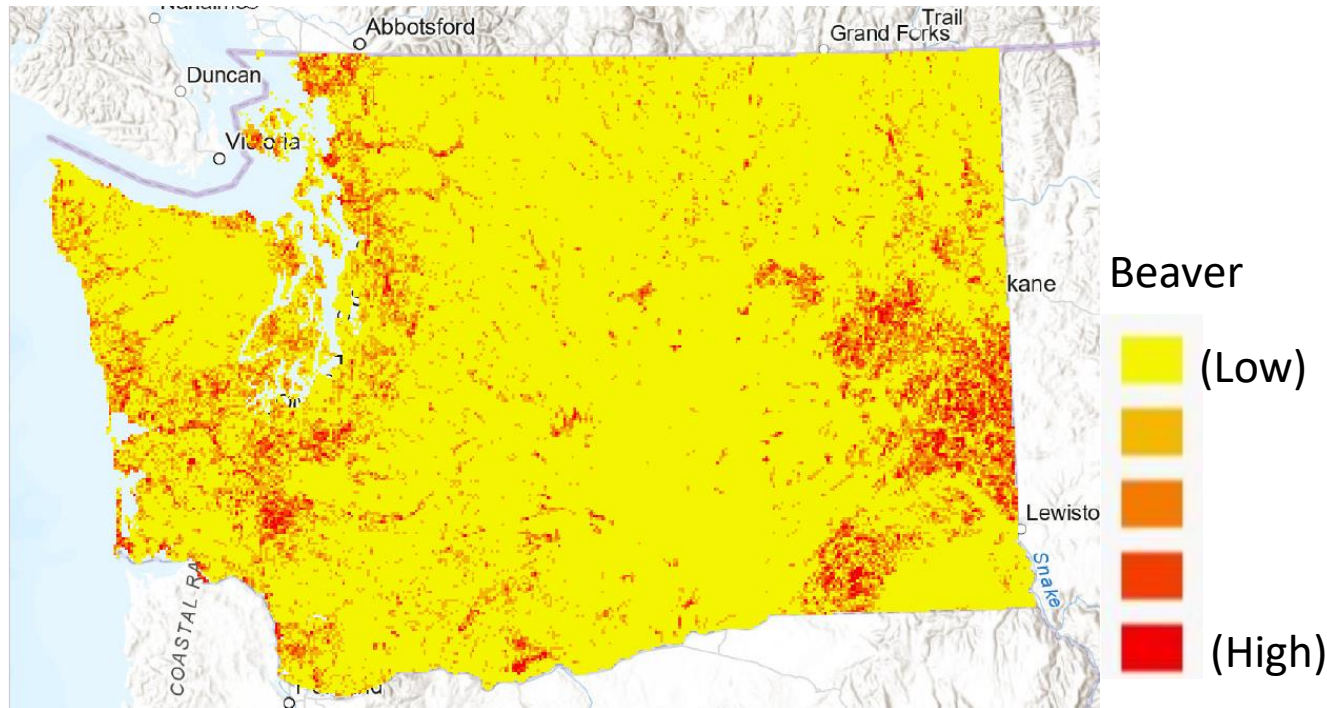 Trail
Abbotsford
Grand Forks
Duncan
Victoria
kane
Beaver
(Low)
Lewisto
Snake
(High)
COASTAL RA